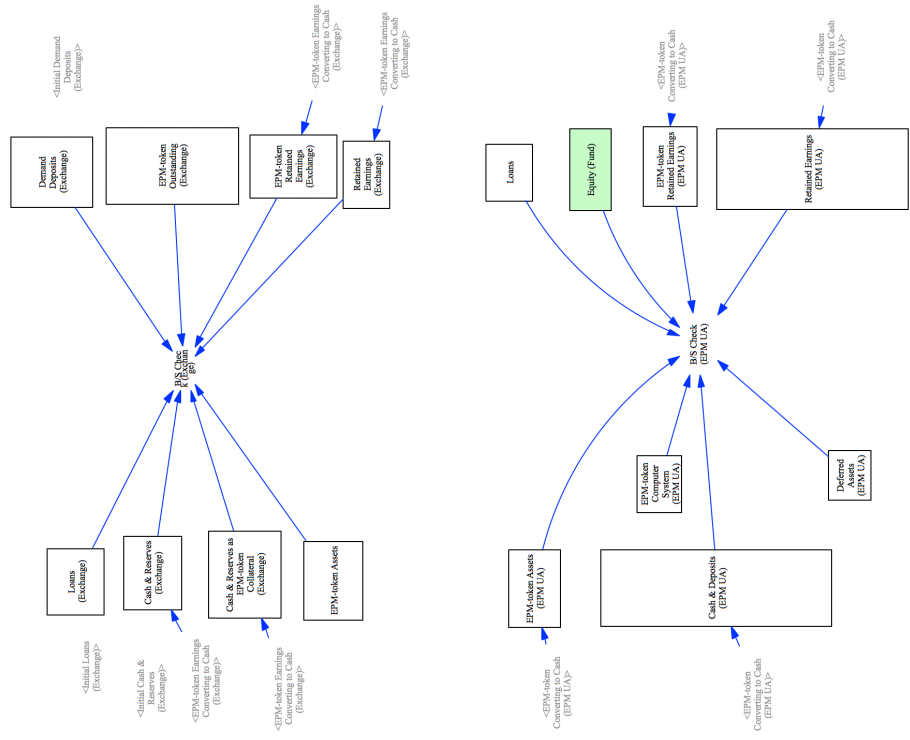 <Initial Loans
(Exchange)>
Loans
(Exchange)
<Initial Cash &
Reserves
(Exchange)>
Cash & Reserves
(Exchange)
<EPM-token Earnings
Converting to Cash
(Exchange)>
Cash & Reserves as
EPM-token
Collateral
(Exchange)
<EPM-token Earnings
Converting to Cash
(Exchange)>
EPM-token Assets
B/S Chec
k (Exchan
ge)
Demand
Deposits
(Exchange)
<Initial Demand
Deposits
(Exchange)>
EPM-token
Outstanding
(Exchange)
EPM-token
Retained
Earnings
(Exchange)
<EPM-token Earnings
Converting to Cash
(Exchange)>
Retained
Earnings
(Exchange)
<EPM-token Earnings
Converting to Cash
(Exchange)>
<EPM-token
Converting to Cash
(EPM UA)>
EPM-token Assets
(EPM UA)
EPM-token
Computer
System
(EPM UA)
<EPM-token
Converting to Cash
(EPM UA)>
Cash & Deposits
(EPM UA)
Deferred
Assets
(EPM UA)
B/S Check
(EPM UA)
Loans
Equity (Fund)
EPM-token
Retained Earnings
(EPM UA)
<EPM-token
Converting to Cash
(EPM UA)>
Retained Earnings
(EPM UA)
<EPM-token
Converting to Cash
(EPM UA)>